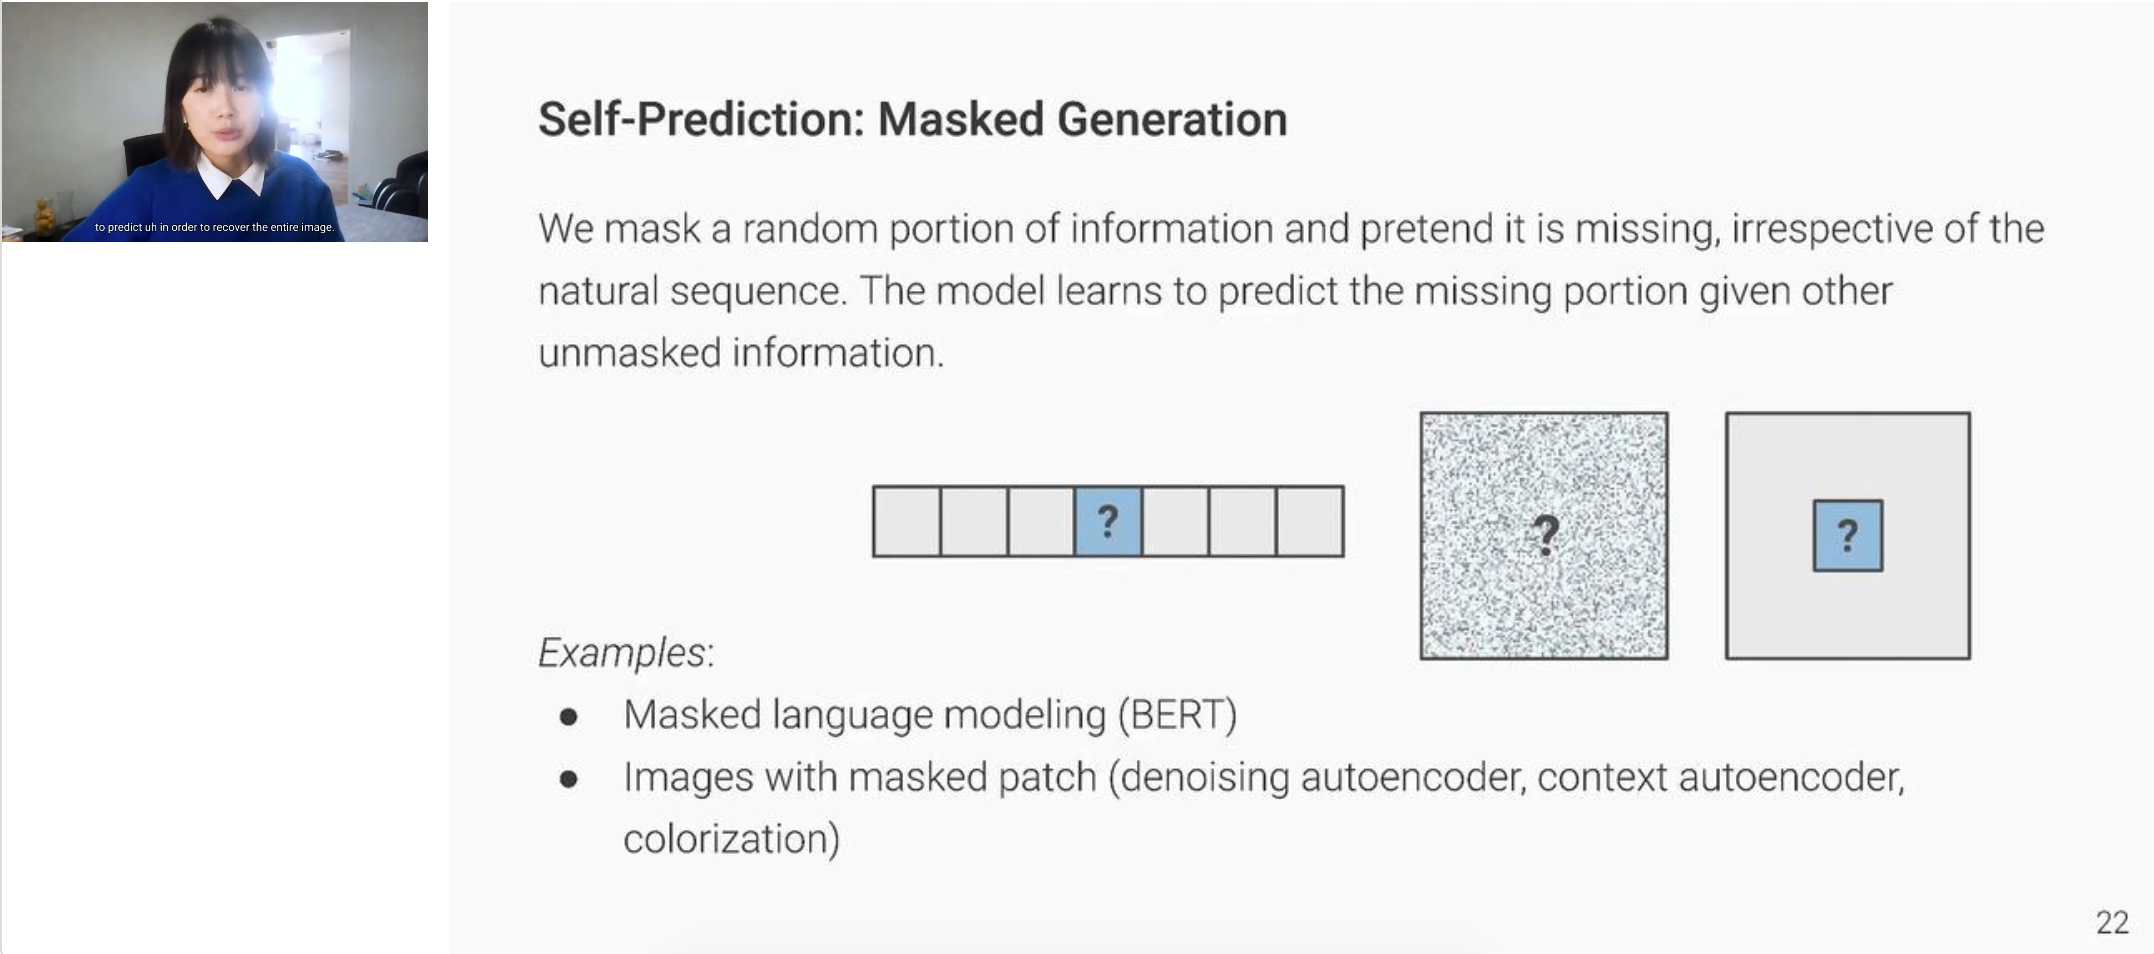 to predict uh in order to recover the entire image.
Self-Prediction: Masked Generation
We mask a random portion of information and pretend it is missing, irrespective of the
natural sequence. The model learns to predict the missing portion given other
unmasked information.
?
?
?
Examples:
● Masked language modeling (BERT)
● Images with masked patch (denoising autoencoder, context autoencoder,
colorization)
22